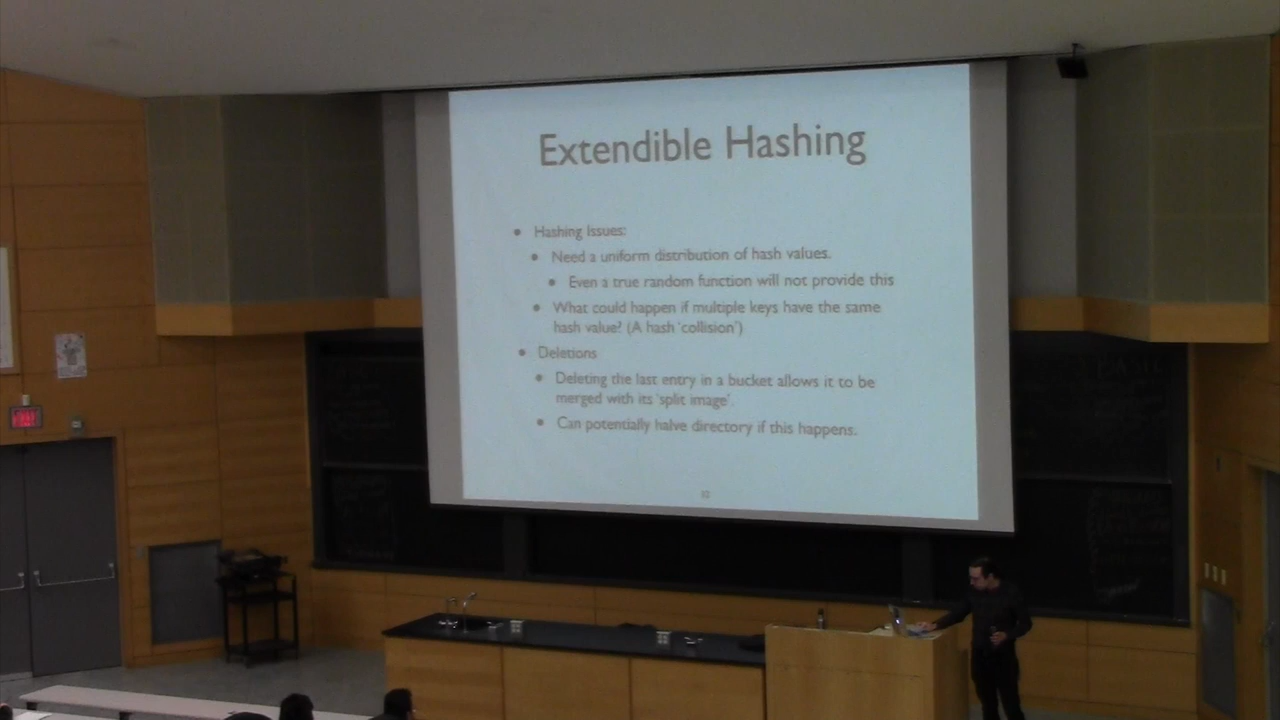 Extendible Hashing
• Hashing Issues:
• Need a uniform distribution of hash values.
• Even a true random function will not provide this
• What could happen if multiple keys have the same
hash value? (A hash 'collision')
• Deletions
• Deleting the last entry in a bucket allows it to be
merged with its 'split image'.
• Can potentially halve directory if this happens.
32